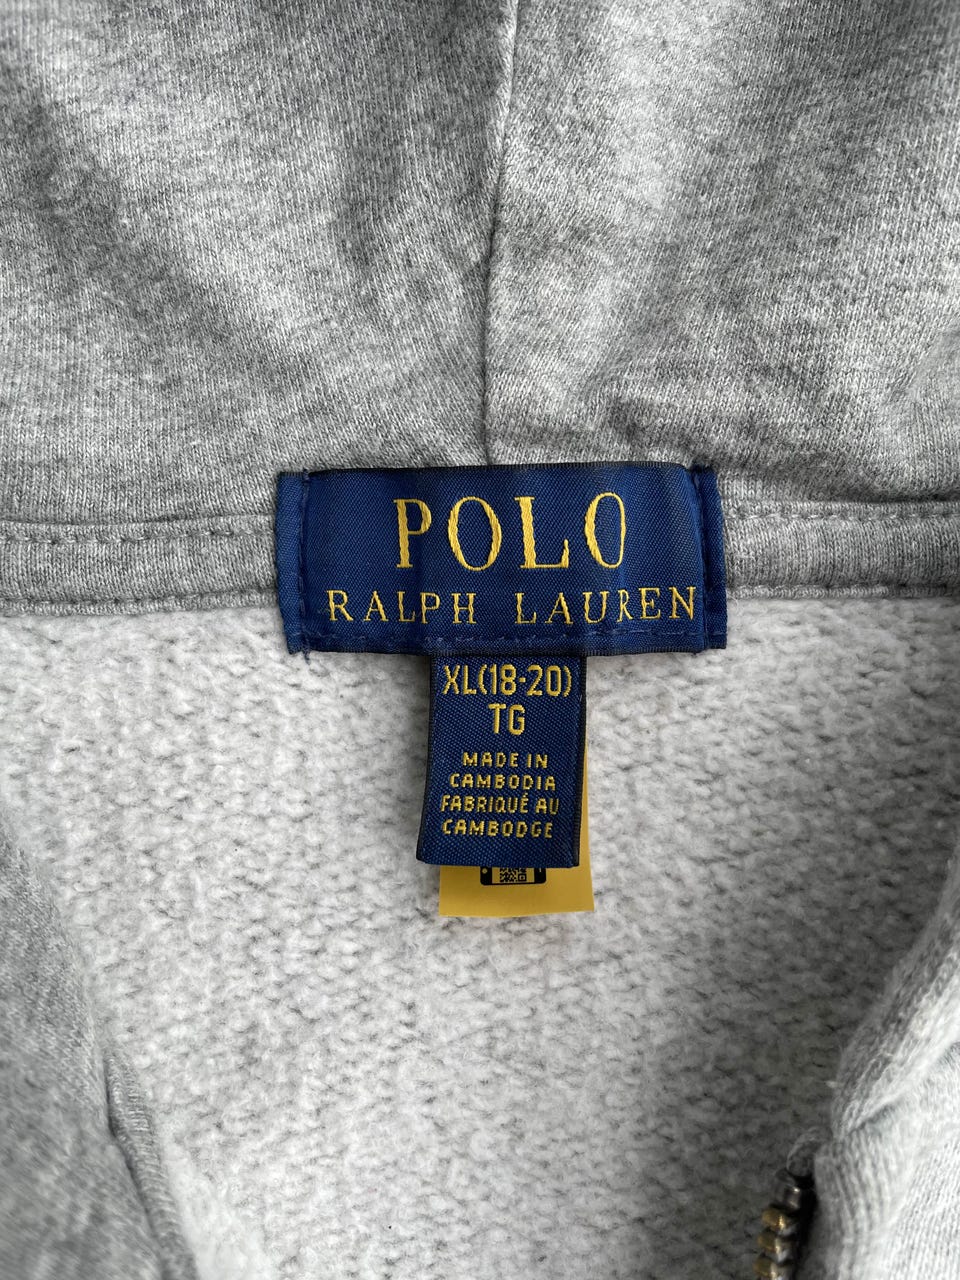 POLO
RALPH LAUREN
XL(18-20)
TG
MADE IN
CAMBODIA
FABRIQUÉ AU
CAMBODGE